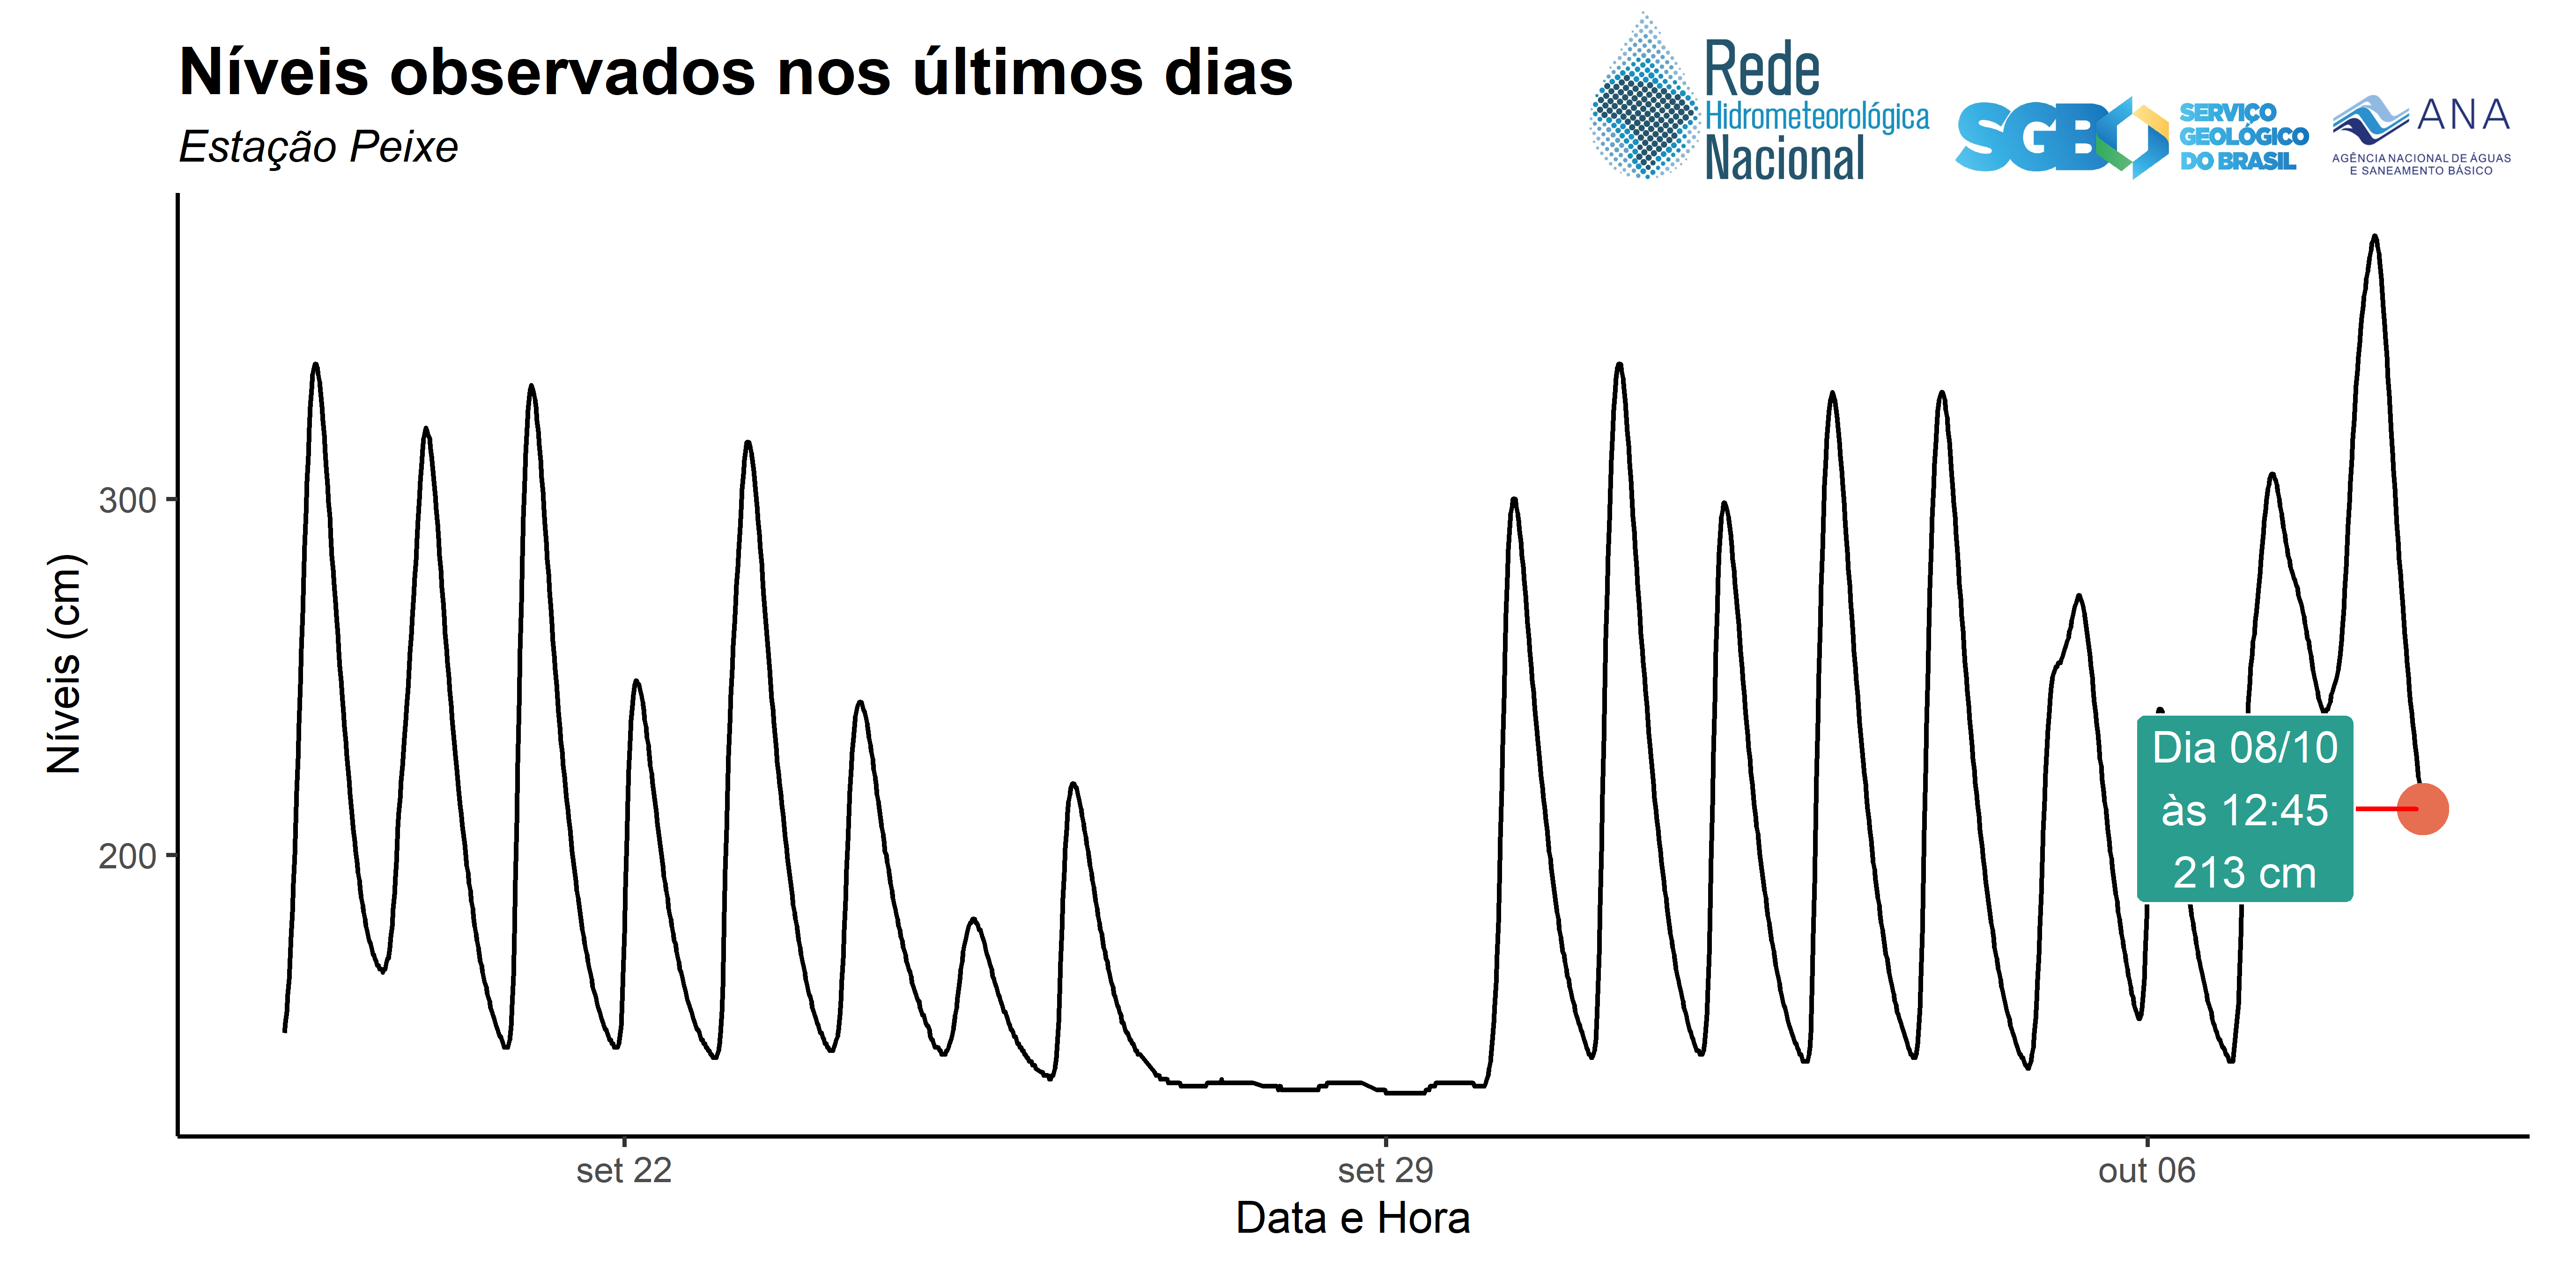 Níveis observados nos últimos dias
Estação Peixe
Rede
Hidrometeorológica
Nacional
SGB
SERVIÇO
GEOLÓGICO
DO BRASIL
ANA
AGÊNCIA NACIONAL DE ÁGUAS
E SANEAMENTO BÁSICO
Níveis (cm)
300
200
Dia 08/10
às 12:45
213 cm
set 22
set 29
out 06
Data e Hora